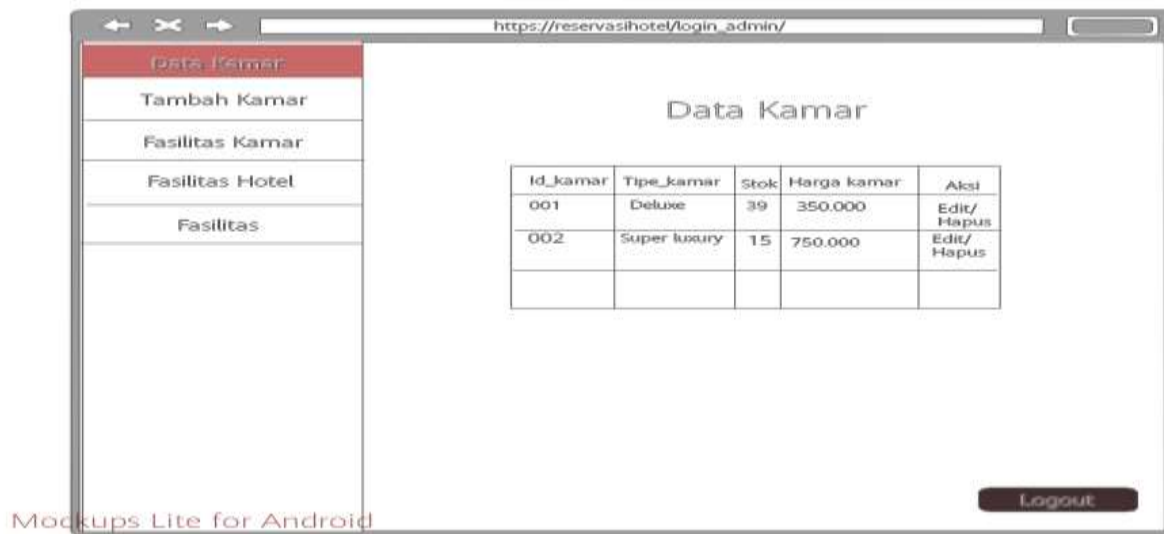 https://reservasihotel/login_admin/
Data Kamar
Tambah Kamar
Fasilitas Kamar
Fasilitas Hotel
Fasilitas
Data Kamar
Id_kamar Tipe_kamar Stok Harga kamar Aksi
001 Deluxe 39 350.000 Edit/
Hapus
002 Super luxury 15 750.000 Edit/
Hapus
Logout
Mockups Lite for Android